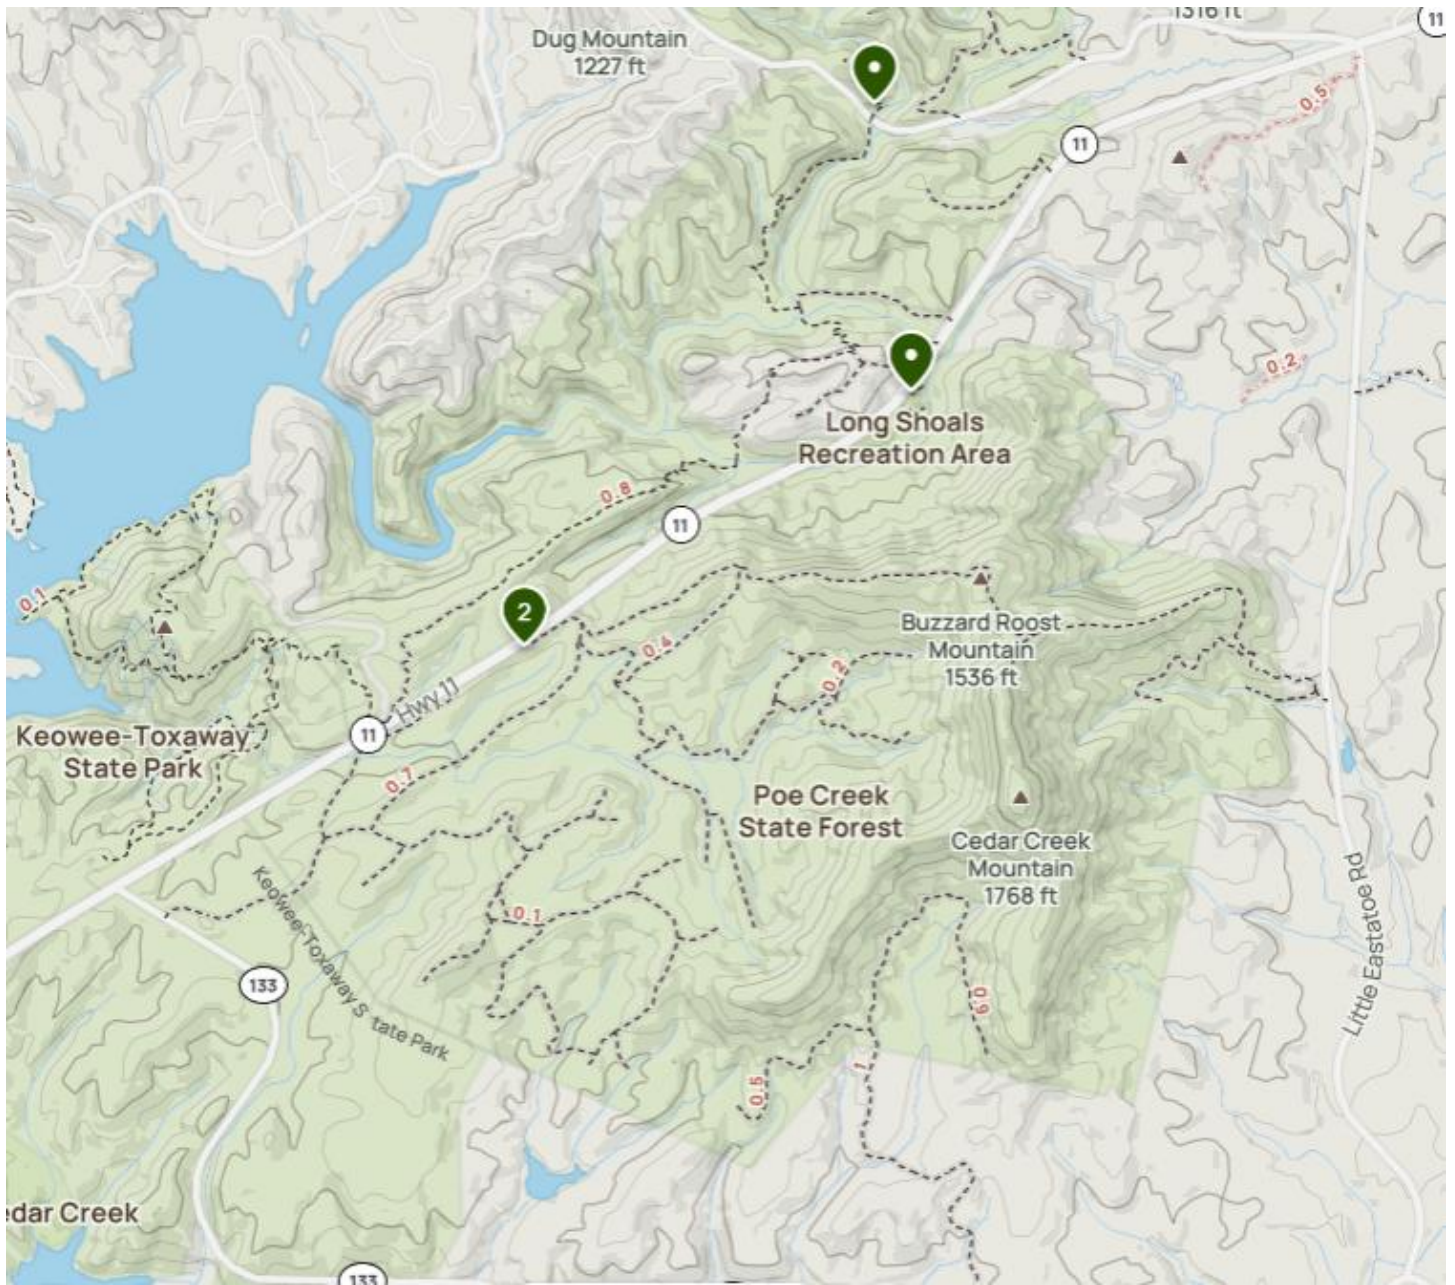 1316 ft
11
Dug Mountain
1227 ft
0.5
11
0.2
Long Shoals
Recreation Area
0.8
11
0.1
2
Buzzard Roost
Mountain
1536 ft
0.4
0.2
Hwy 11
11
Keowee-Toxaway
State Park
0.7
Poe Creek
State Forest
Cedar Creek
Mountain
1768 ft
Keowee-Toxaway State Park
0.1
Little Eastatoe Rd
133
0.9
0.5
1
edar Creek
133